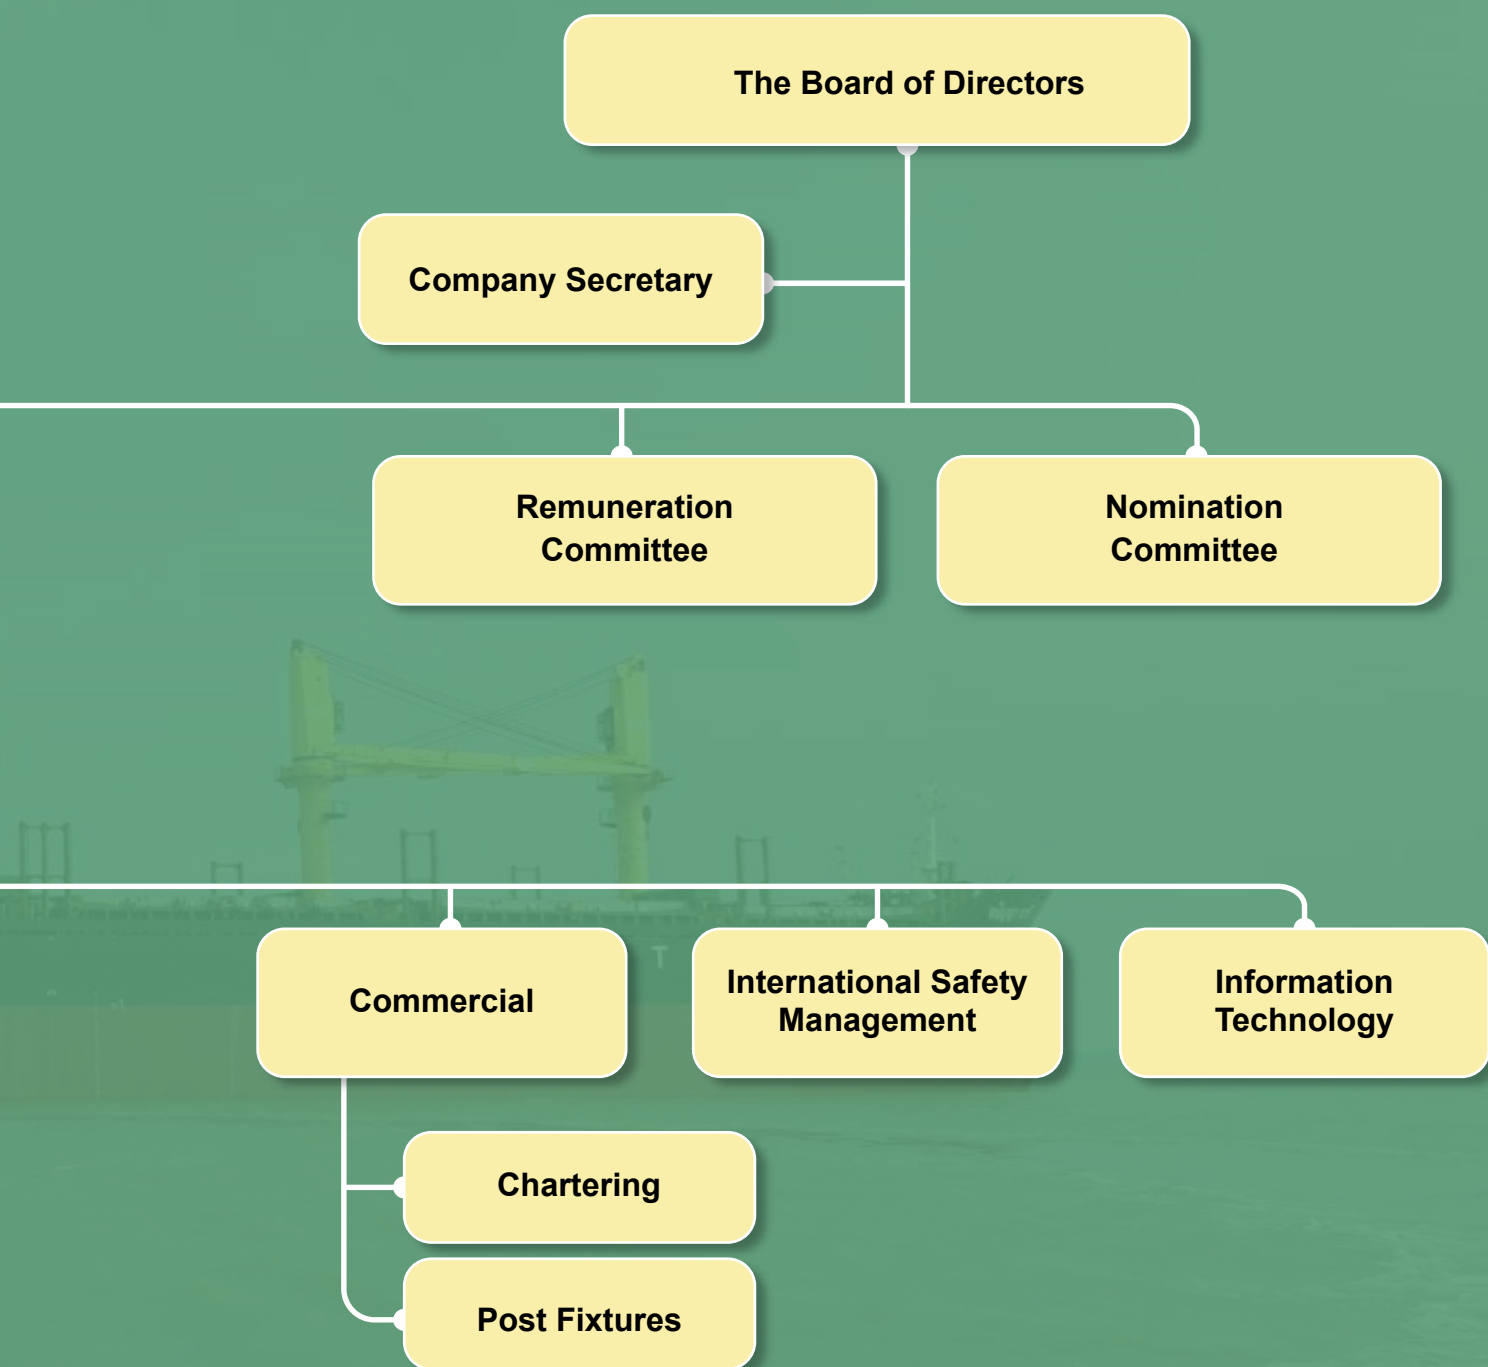 The Board of Directors
Company Secretary
Remuneration
Committee
Nomination
Committee
Commercial
International Safety
Management
Information
Technology
Chartering
Post Fixtures